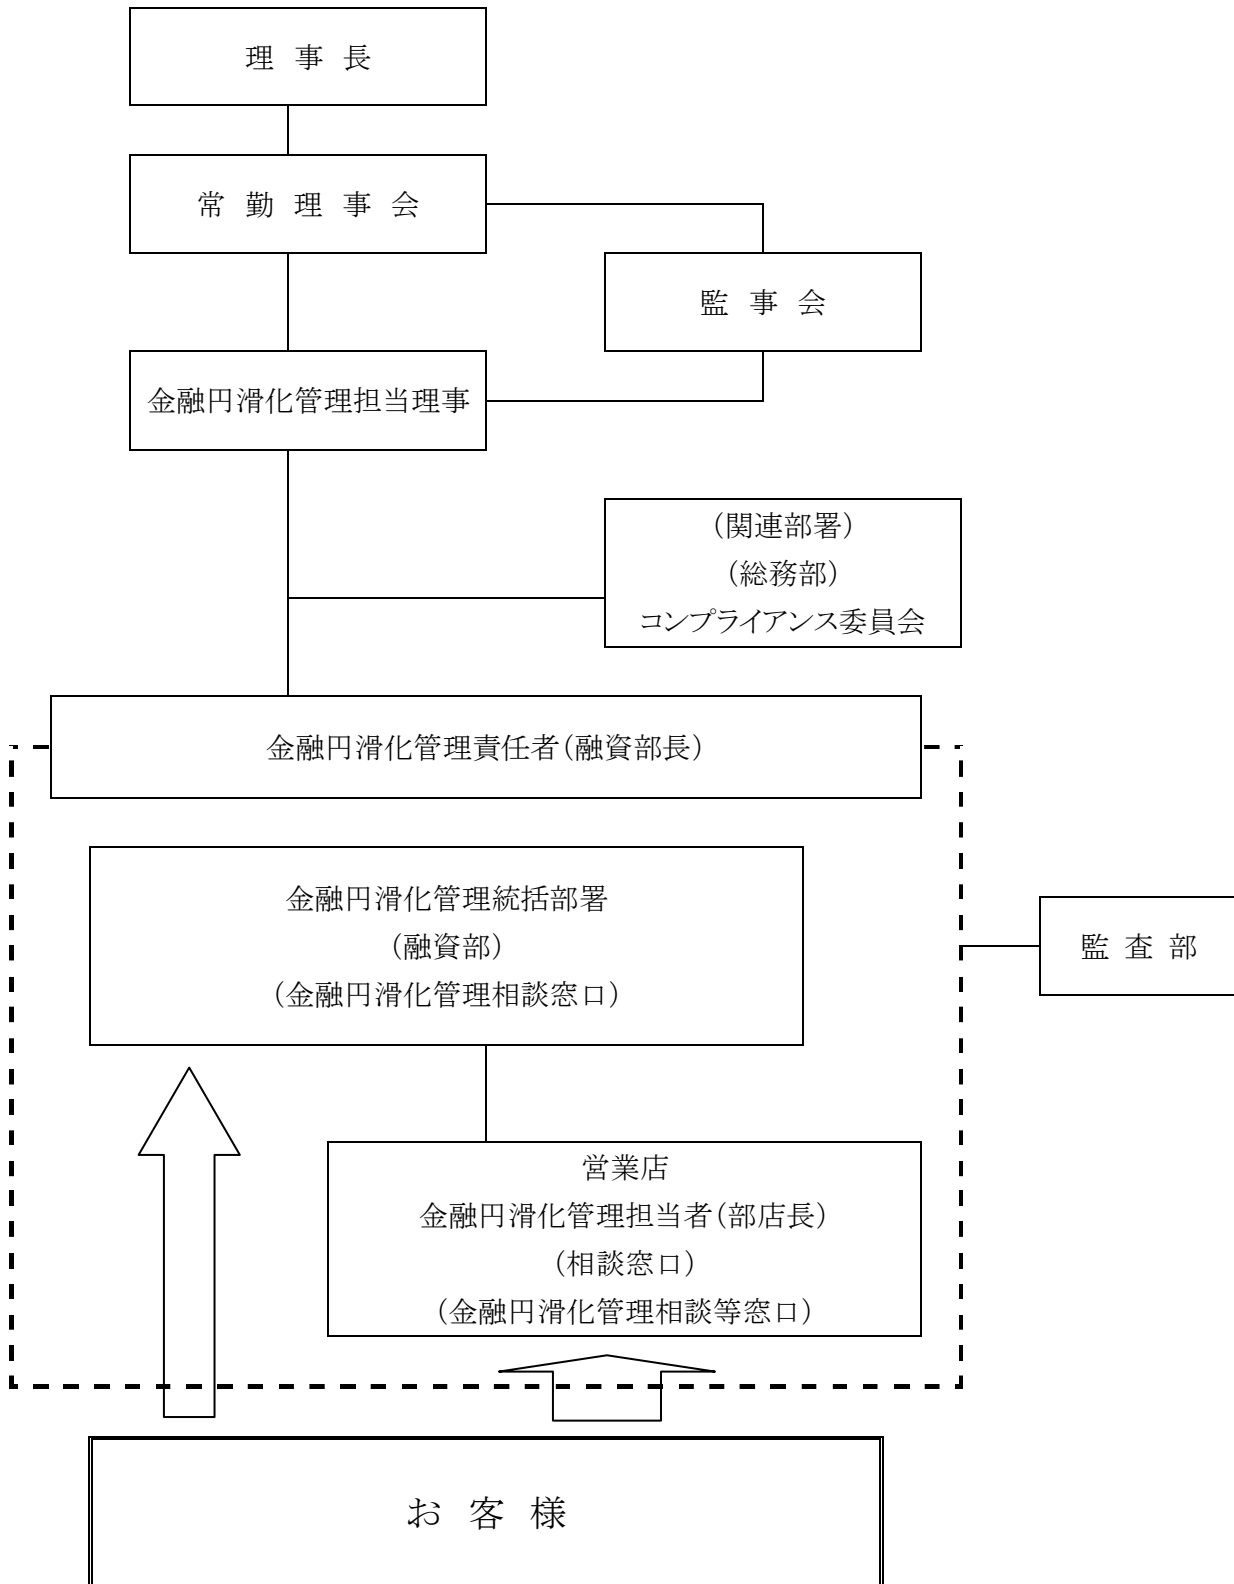 理事長
常勤理事会
監事会
金融円滑化管理担当理事
(関連部署)
(総務部)
コンプライアンス委員会
金融円滑化管理責任者(融資部長)
金融円滑化管理統括部署
(融資部)
(金融円滑化管理相談窓口)
監査部
営業店
金融円滑化管理担当者(部店長)
(相談窓口)
(金融円滑化管理相談等窓口)
お客様